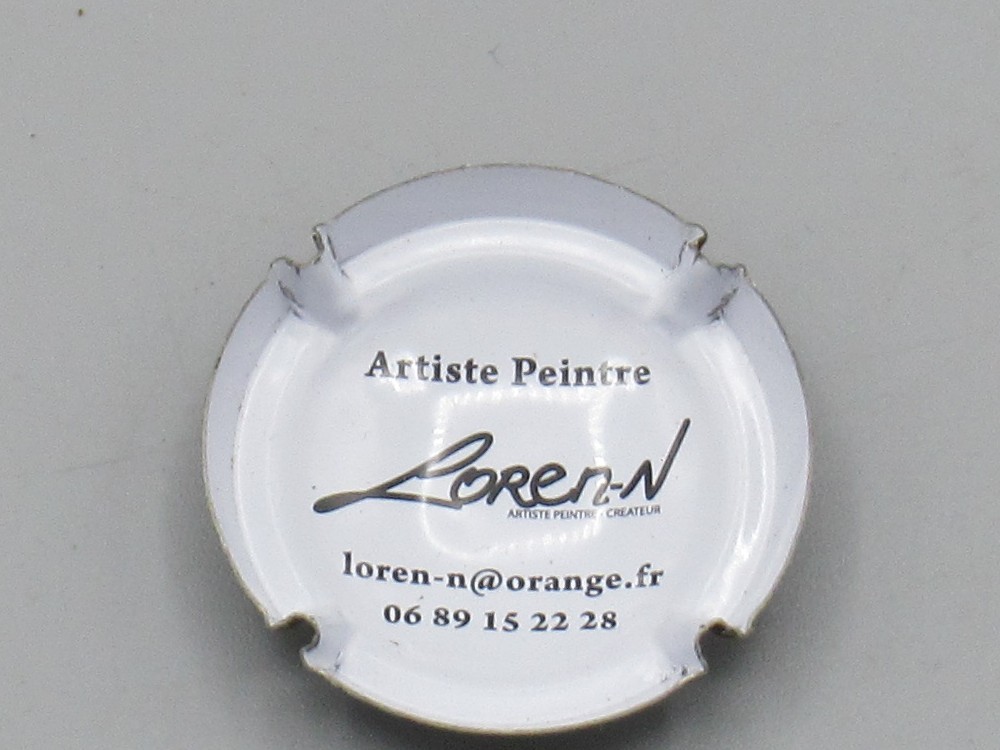 Artiste Peintre
Loren-N
ARTISTE PEINTRE - CREATEUR
loren-n@orange.fr
06 89 15 22 28